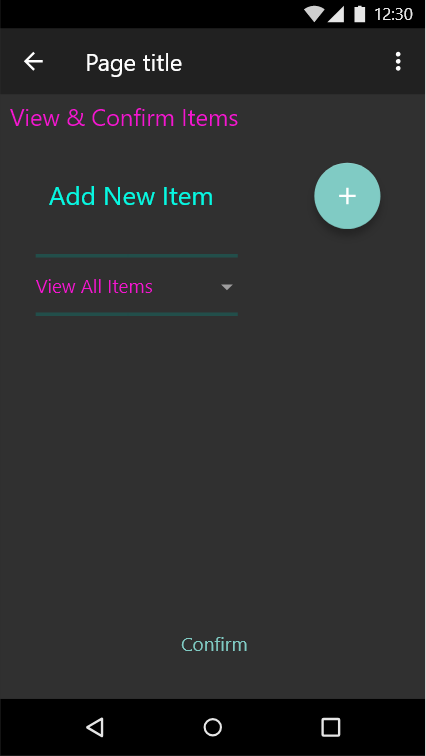 12:30
Page title
View & Confirm Items
Add New Item
+
View All Items
Confirm